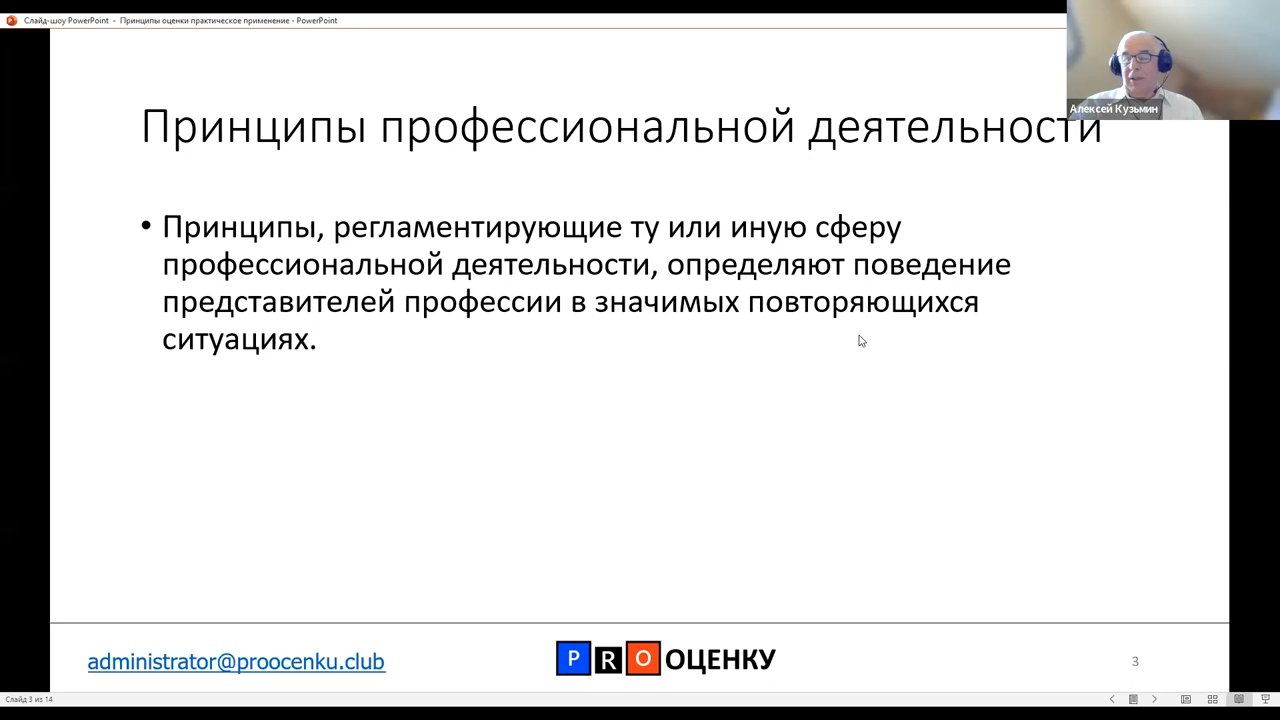 Слайд-шоу PowerPoint - Принципы оценки практическое применение - PowerPoint
Алексей Кузьмин
Принципы профессиональной деятельности
• Принципы, регламентирующие ту или иную сферу
профессиональной деятельности, определяют поведение
представителей профессии в значимых повторяющихся
ситуациях.
administrator@proocenku.club
PRO ОЦЕНКУ
3
Слайд 3 из 14